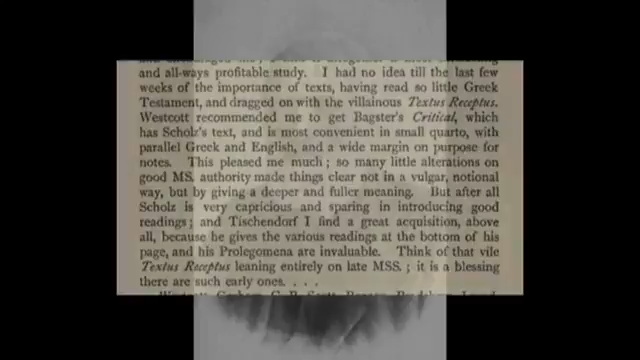 and all-ways profitable study. I had no idea till the last few
weeks of the importance of texts, having read so little Greek
Testament, and dragged on with the villainous Textus Receptus.
Westcott recommended me to get Bagster's Critical, which
has Scholz's text, and is most convenient in small quarto, with
parallel Greek and English, and a wide margin on purpose for
notes. This pleased me much; so many little alterations on
good MS. authority made things clear not in a vulgar, notional
way, but by giving a deeper and fuller meaning. But after all
Scholz is very capricious and sparing in introducing good
readings; and Tischendorf I find a great acquisition, above
all, because he gives the various readings at the bottom of his
page, and his Prolegomena are invaluable. Think of that vile
Textus Receptus leaning entirely on late MSS.; it is a blessing
there are such early ones. . . .